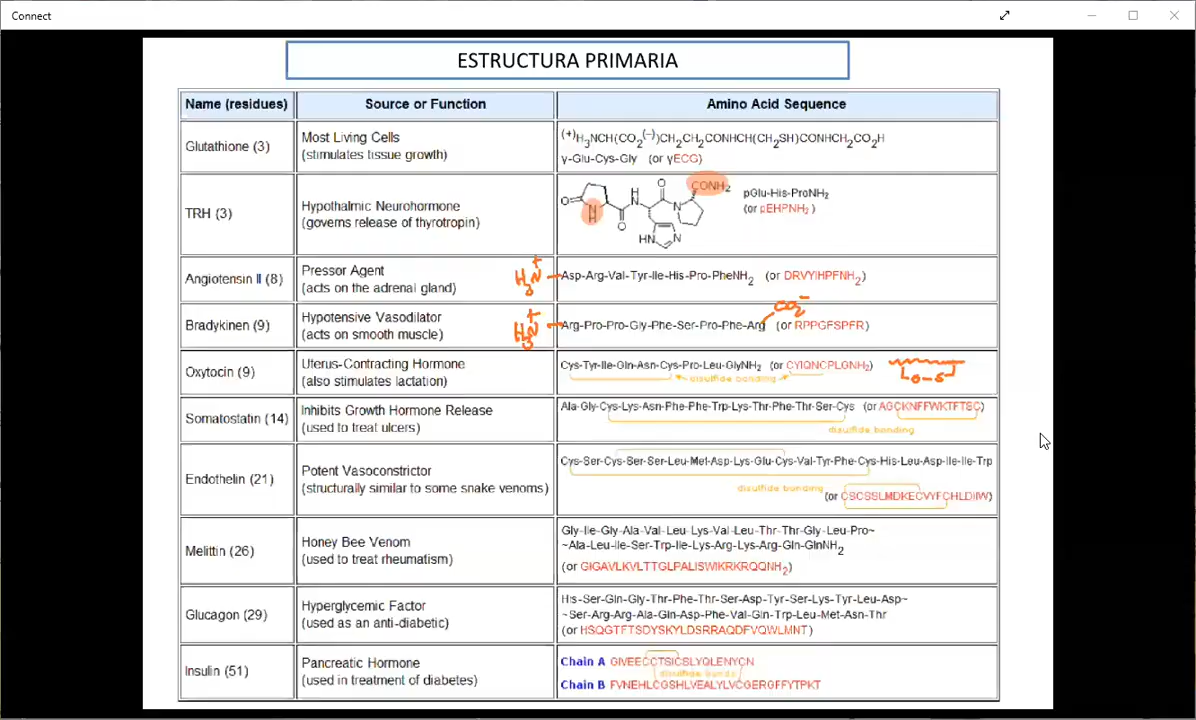 Connect
ESTRUCTURA PRIMARIA
Name (residues) Source or Function Amino Acid Sequence
Glutathione (3) Most Living Cells
(stimulates tissue growth)
(+)H3NCH(CO2(–))CH2CH2CONHCH(CH2SH)CONHCH2CO2H
γ-Glu-Cys-Gly (or γECG)
TRH (3) Hypothalmic Neurohormone
(governs release of thyrotropin)
O N H O H N O N CONH2 HN N
pGlu-His-ProNH2
(or pEHPNH2)
Angiotensin II (8) Pressor Agent
(acts on the adrenal gland)
H3N+ Asp-Arg-Val-Tyr-Ile-His-Pro-PheNH2 (or DRVYIHPFNH2)
Bradykinen (9) Hypotensive Vasodilator
(acts on smooth muscle)
H3N+ Arg-Pro-Pro-Gly-Phe-Ser-Pro-Phe-Arg CO2- (or RPPGFSPFR)
Oxytocin (9) Uterus-Contracting Hormone
(also stimulates lactation)
Cys-Tyr-Ile-Gln-Asn-Cys-Pro-Leu-GlyNH2 (or CYIQNCPLGNH2)
disulfide bonding
Somatostatin (14) Inhibits Growth Hormone Release
(used to treat ulcers)
Ala-Gly-Cys-Lys-Asn-Phe-Phe-Trp-Lys-Thr-Phe-Thr-Ser-Cys (or AGCKNFFWKTFTSC)
disulfide bonding
Endothelin (21) Potent Vasoconstrictor
(structurally similar to some snake venoms)
Cys-Ser-Cys-Ser-Ser-Leu-Met-Asp-Lys-Glu-Cys-Val-Tyr-Phe-Cys-His-Leu-Asp-Ile-Ile-Trp
disulfide bonding
(or CSCSSLMDKECVYFCHLDIIW)
Melittin (26) Honey Bee Venom
(used to treat rheumatism)
Gly-Ile-Gly-Ala-Val-Leu-Lys-Val-Leu-Thr-Thr-Gly-Leu-Pro~
~Ala-Leu-Ile-Ser-Trp-Ile-Lys-Arg-Lys-Arg-Gln-GlnNH2
(or GIGAVLKVLTTGLPALISWIKRKRQQNH2)
Glucagon (29) Hyperglycemic Factor
(used as an anti-diabetic)
His-Ser-Gln-Gly-Thr-Phe-Thr-Ser-Asp-Tyr-Ser-Lys-Tyr-Leu-Asp~
~Ser-Arg-Arg-Ala-Gln-Asp-Phe-Val-Gln-Trp-Leu-Met-Asn-Thr
(or HSQGTFTSDYSKYLDSRRAQDFVQWLMNT)
Insulin (51) Pancreatic Hormone
(used in treatment of diabetes)
Chain A GIVEECCTSICSLYQLENYCN
disulfide bonds
Chain B FVNEHLCGSHLVEALYLVCGERGFFYTPKT